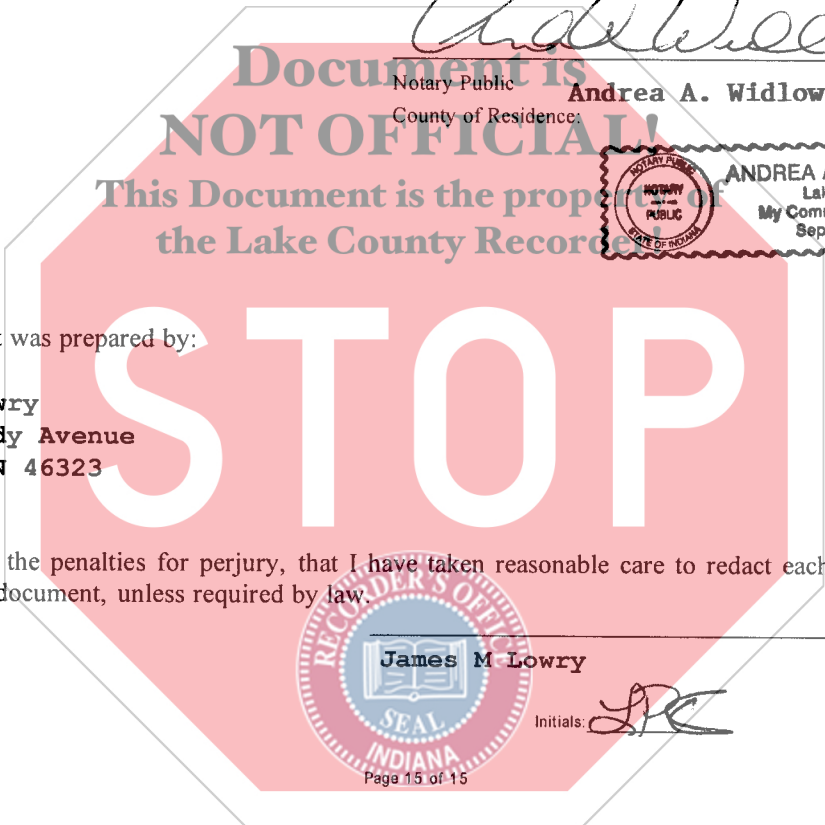 Document is
Notary Public Andrea A. Widlow
NOT OFFICIAL!
County of Residence:
This Document is the property of
the Lake County Recorder!
NOTARY PUBLIC
NOTARY
PUBLIC
STATE OF INDIANA
ANDREA
My Com
Sep
was prepared by:
wry
dy Avenue
N 46323
STOP
the penalties for perjury, that I have taken reasonable care to redact each
document, unless required by law.
RECORDER'S OFFICE
James M Lowry
SEAL
INDIANA
Initials:
Page 15 of 15